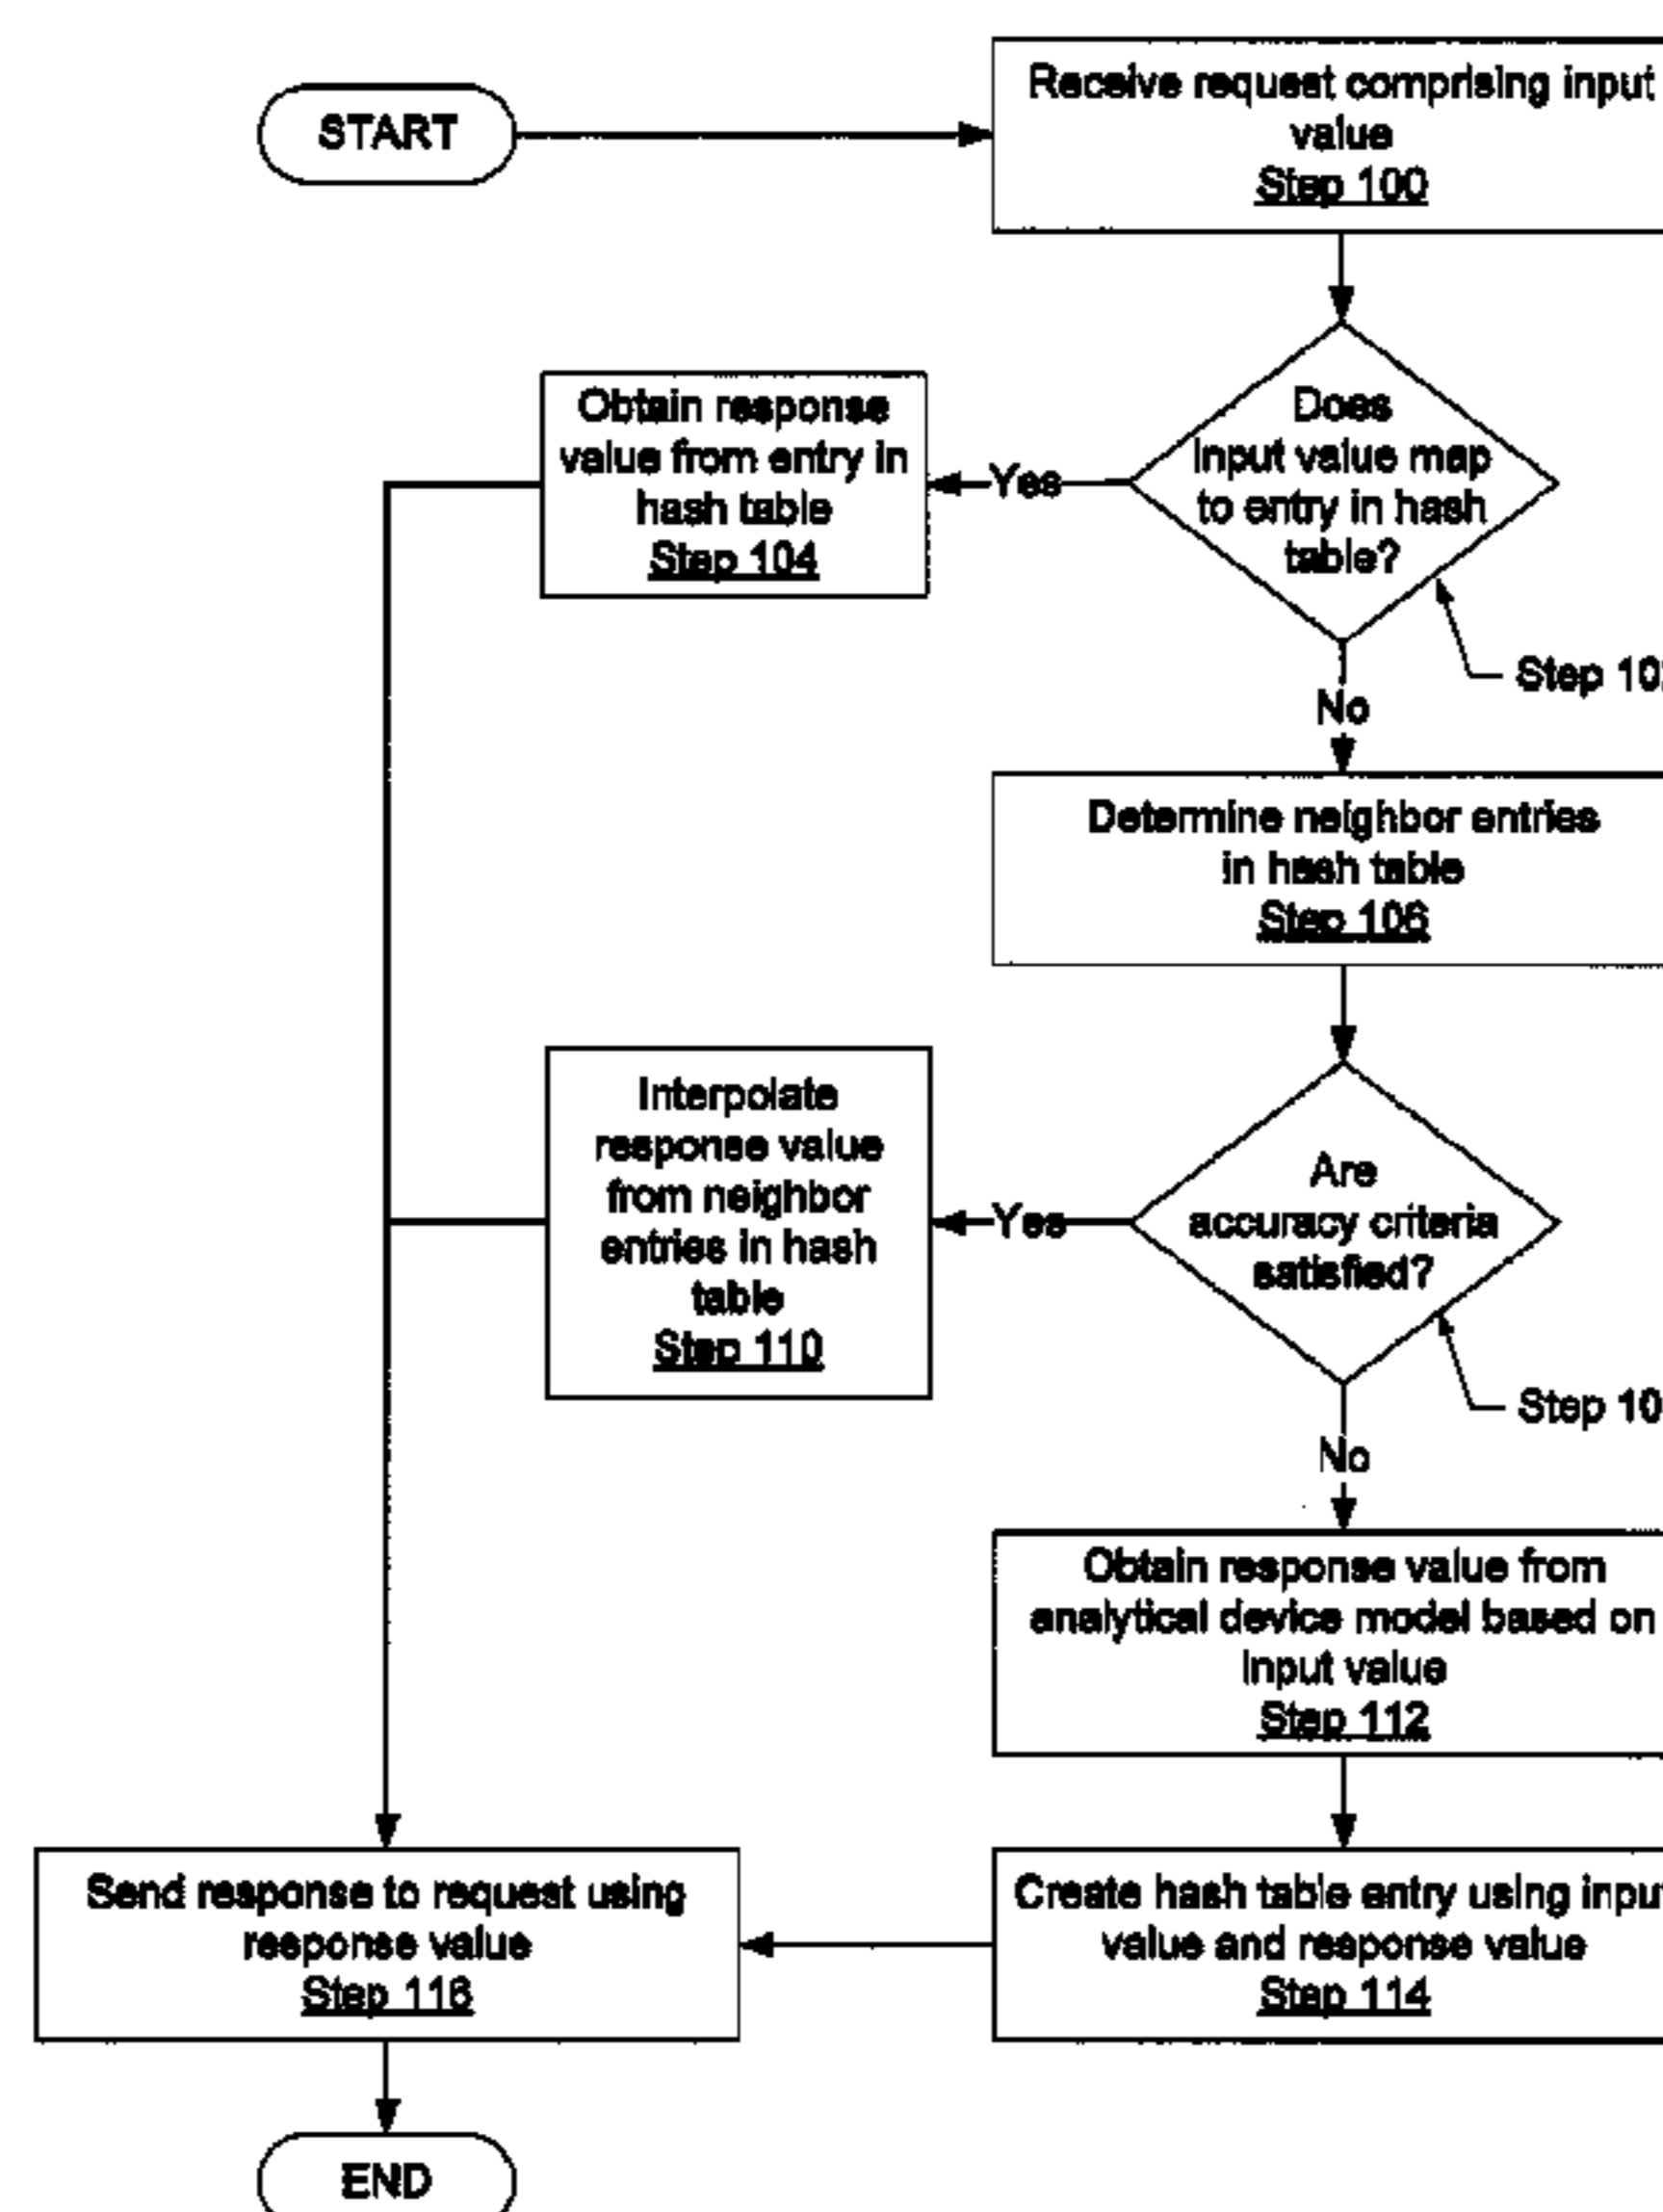 START
Receive request comprising input
value
Step 100
Does
input value map
to entry in hash
table?
Yes
Obtain response
value from entry in
hash table
Step 104
Step 10
No
Determine neighbor entries
in hash table
Step 106
Are
accuracy criteria
satisfied?
Yes
Interpolate
response value
from neighbor
entries in hash
table
Step 110
Step 10
No
Obtain response value from
analytical device model based on
input value
Step 112
Create hash table entry using input
value and response value
Step 114
Send response to request using
response value
Step 116
END